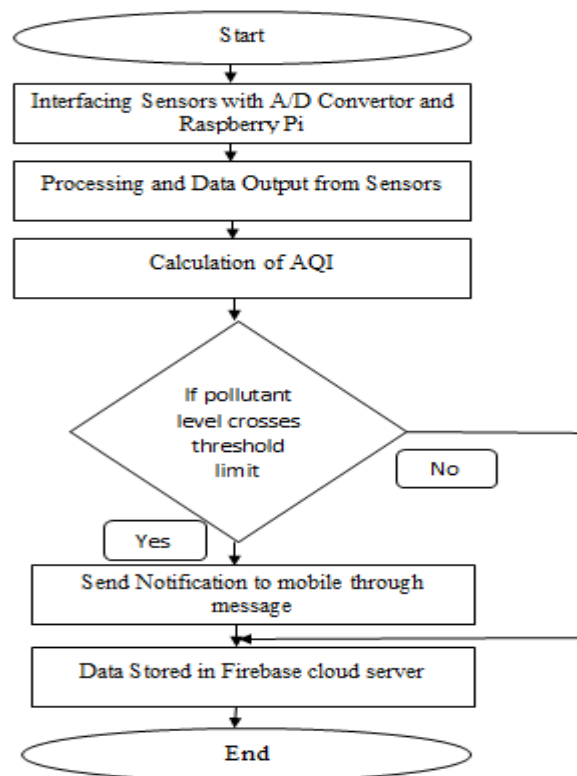 Start
Interfacing Sensors with A/D Convertor and
Raspberry Pi
Processing and Data Output from Sensors
Calculation of AQI
If pollutant
level crosses
threshold
limit
No
Yes
Send Notification to mobile through
message
Data Stored in Firebase cloud server
End